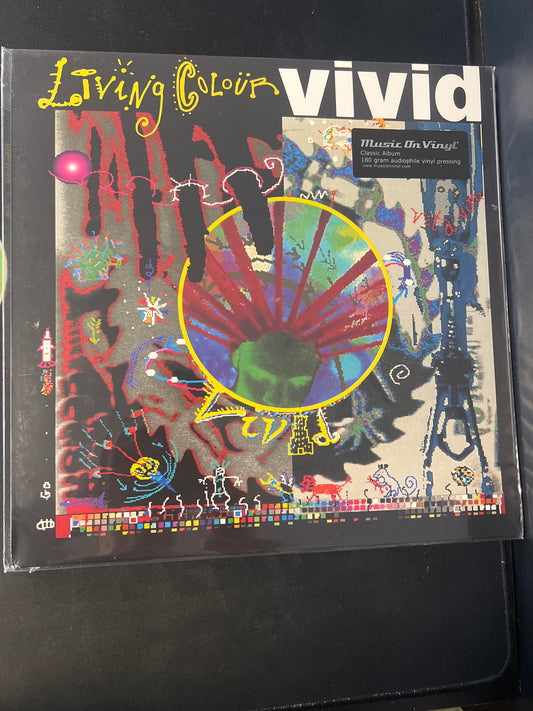 Living Colour vivid
Music On Vinyl
Classic Album
180 gram audiophile vinyl pressing
www.musiconvinyl.com